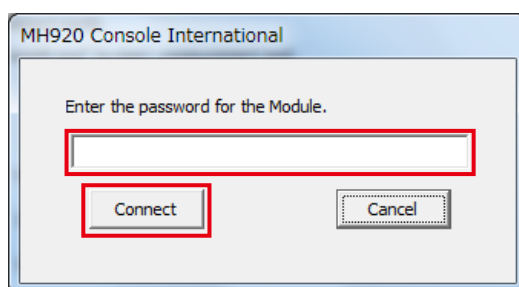 MH920 Console International
Enter the password for the Module.
Connect
Cancel